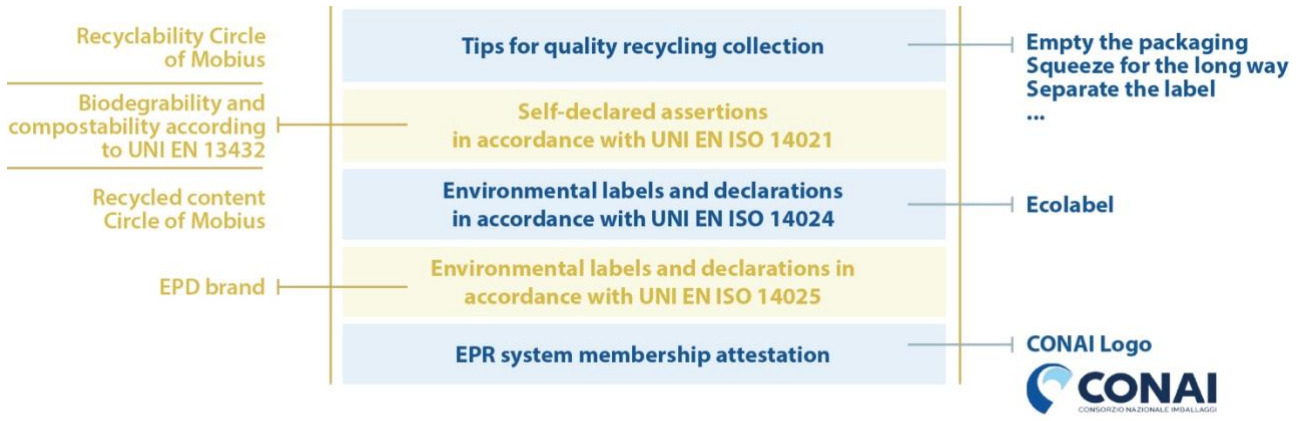 Recyclability Circle
of Mobius
Biodegrability and
compostability according
to UNI EN 13432
Recycled content
Circle of Mobius
EPD brand
Tips for quality recycling collection
Self-declared assertions
in accordance with UNI EN ISO 14021
Environmental labels and declarations
in accordance with UNI EN ISO 14024
Environmental labels and declarations in
accordance with UNI EN ISO 14025
EPR system membership attestation
Empty the packaging
Squeeze for the long way
Separate the label
...
Ecolabel
CONAI Logo
CONAI
CONSORZIO NAZIONALE IMBALLAGGI